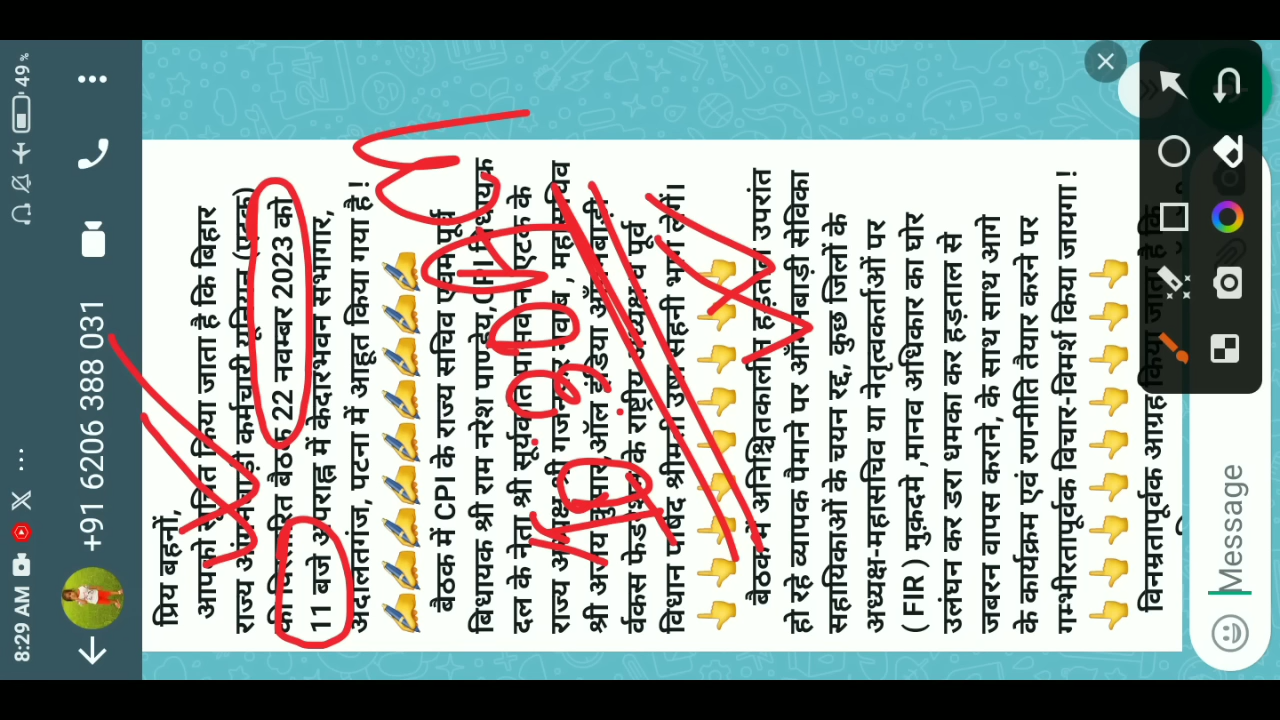 8:29 AM ... 49%
+91 6206 388 031
प्रिय बहनों,
आपको सूचित किया जाता है कि बिहार
राज्य आंगनबाड़ी कर्मचारी यूनियन (एटक)
की विस्तारित बैठक 22 नवम्बर 2023 को
11 बजे अपराह्न में केदारभवन सभागार,
अदालतगंज, पटना में आहूत किया गया है !
✍️✍️✍️✍️✍️✍️✍️✍️✍️
बैठक में CPI के राज्य सचिव एवम पूर्व
बिधायक श्री राम नरेश पाण्डेय, CPI विधायक
दल के नेता श्री सूर्यकांत पासवान, एटक के
राज्य अध्यक्ष श्री गजनफर नवाब, महासचिव
श्री अजय कुमार,ऑल इंडिया आँगनबाड़ी
र्वकस फेडरेशन के राष्ट्रीय अध्यक्ष व पूर्व
विधान पार्षद श्रीमती उषा सहनी भाग लेंगें।
👉👉👉👉👉👉👉👉👉
बैठक में अनिश्चितकालीन हड़ताल उपरांत
हो रहे व्यापक पैमाने पर आँगनबाड़ी सेविका
सहायिकाओं के चयन रद्द, कुछ जिलों के
अध्यक्ष-महासचिव या नेतृत्वकर्ताओं पर
( FIR ) मुक़दमे ,मानव अधिकार का घोर
उलंघन कर डरा धमका कर हड़ताल से
जबरन वापस कराने, के साथ साथ आगे
के कार्यक्रम एवं रणनीति तैयार करने पर
गम्भीरतापूर्वक विचार-विमर्श किया जायगा !
👉👉👉👉👉👉👉👉👉
विनम्रतापूर्वक आग्रह किया जाता है कि
Message